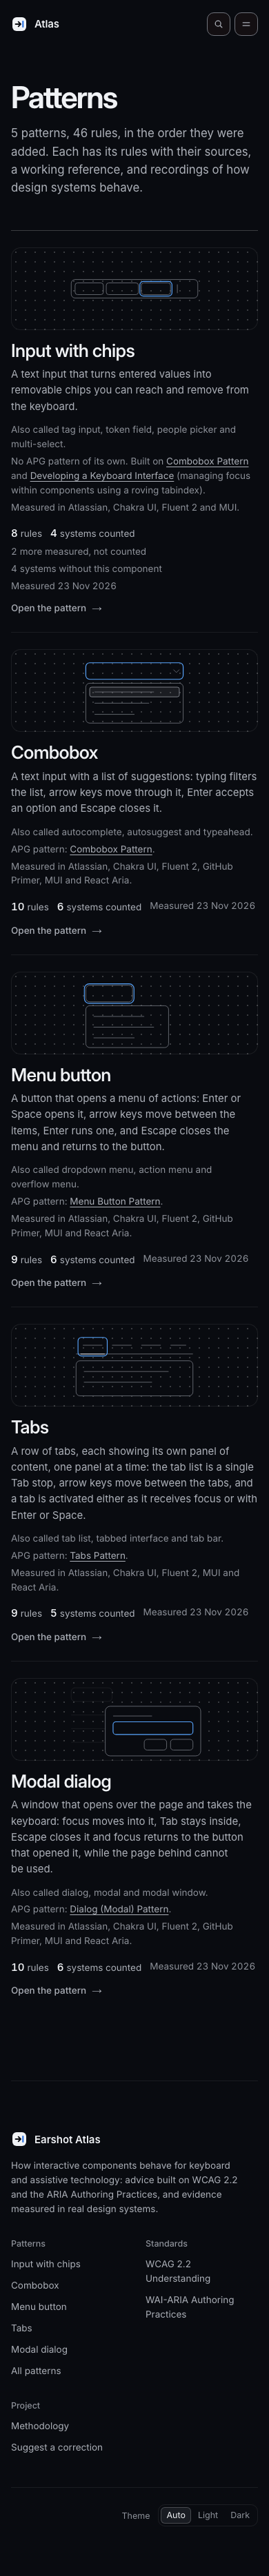 Atlas
Patterns
5 patterns, 46 rules, in the order they were
added. Each has its rules with their sources,
a working reference, and recordings of how
design systems behave.
Input with chips
A text input that turns entered values into
removable chips you can reach and remove from
the keyboard.
Also called tag input, token field, people picker and
multi-select.
No APG pattern of its own. Built on Combobox Pattern
and Developing a Keyboard Interface (managing focus
within components using a roving tabindex).
Measured in Atlassian, Chakra UI, Fluent 2 and MUI.
8 rules 4 systems counted
2 more measured, not counted
4 systems without this component
Measured 23 Nov 2026
Open the pattern →
Combobox
A text input with a list of suggestions: typing filters
the list, arrow keys move through it, Enter accepts
an option and Escape closes it.
Also called autocomplete, autosuggest and typeahead.
APG pattern: Combobox Pattern.
Measured in Atlassian, Chakra UI, Fluent 2, GitHub
Primer, MUI and React Aria.
10 rules 6 systems counted Measured 23 Nov 2026
Open the pattern →
Menu button
A button that opens a menu of actions: Enter or
Space opens it, arrow keys move between the
items, Enter runs one, and Escape closes the
menu and returns to the button.
Also called dropdown menu, action menu and
overflow menu.
APG pattern: Menu Button Pattern.
Measured in Atlassian, Chakra UI, Fluent 2, GitHub
Primer, MUI and React Aria.
9 rules 6 systems counted Measured 23 Nov 2026
Open the pattern →
Tabs
A row of tabs, each showing its own panel of
content, one panel at a time: the tab list is a single
Tab stop, arrow keys move between the tabs, and
a tab is activated either as it receives focus or with
Enter or Space.
Also called tab list, tabbed interface and tab bar.
APG pattern: Tabs Pattern.
Measured in Atlassian, Chakra UI, Fluent 2, MUI and
React Aria.
9 rules 5 systems counted Measured 23 Nov 2026
Open the pattern →
Modal dialog
A window that opens over the page and takes the
keyboard: focus moves into it, Tab stays inside,
Escape closes it and focus returns to the button
that opened it, while the page behind cannot
be used.
Also called dialog, modal and modal window.
APG pattern: Dialog (Modal) Pattern.
Measured in Atlassian, Chakra UI, Fluent 2, GitHub
Primer, MUI and React Aria.
10 rules 6 systems counted Measured 23 Nov 2026
Open the pattern →
Earshot Atlas
How interactive components behave for keyboard
and assistive technology: advice built on WCAG 2.2
and the ARIA Authoring Practices, and evidence
measured in real design systems.
Patterns
Input with chips
Combobox
Menu button
Tabs
Modal dialog
All patterns
Standards
WCAG 2.2
Understanding
WAI-ARIA Authoring
Practices
Project
Methodology
Suggest a correction
Theme Auto Light Dark